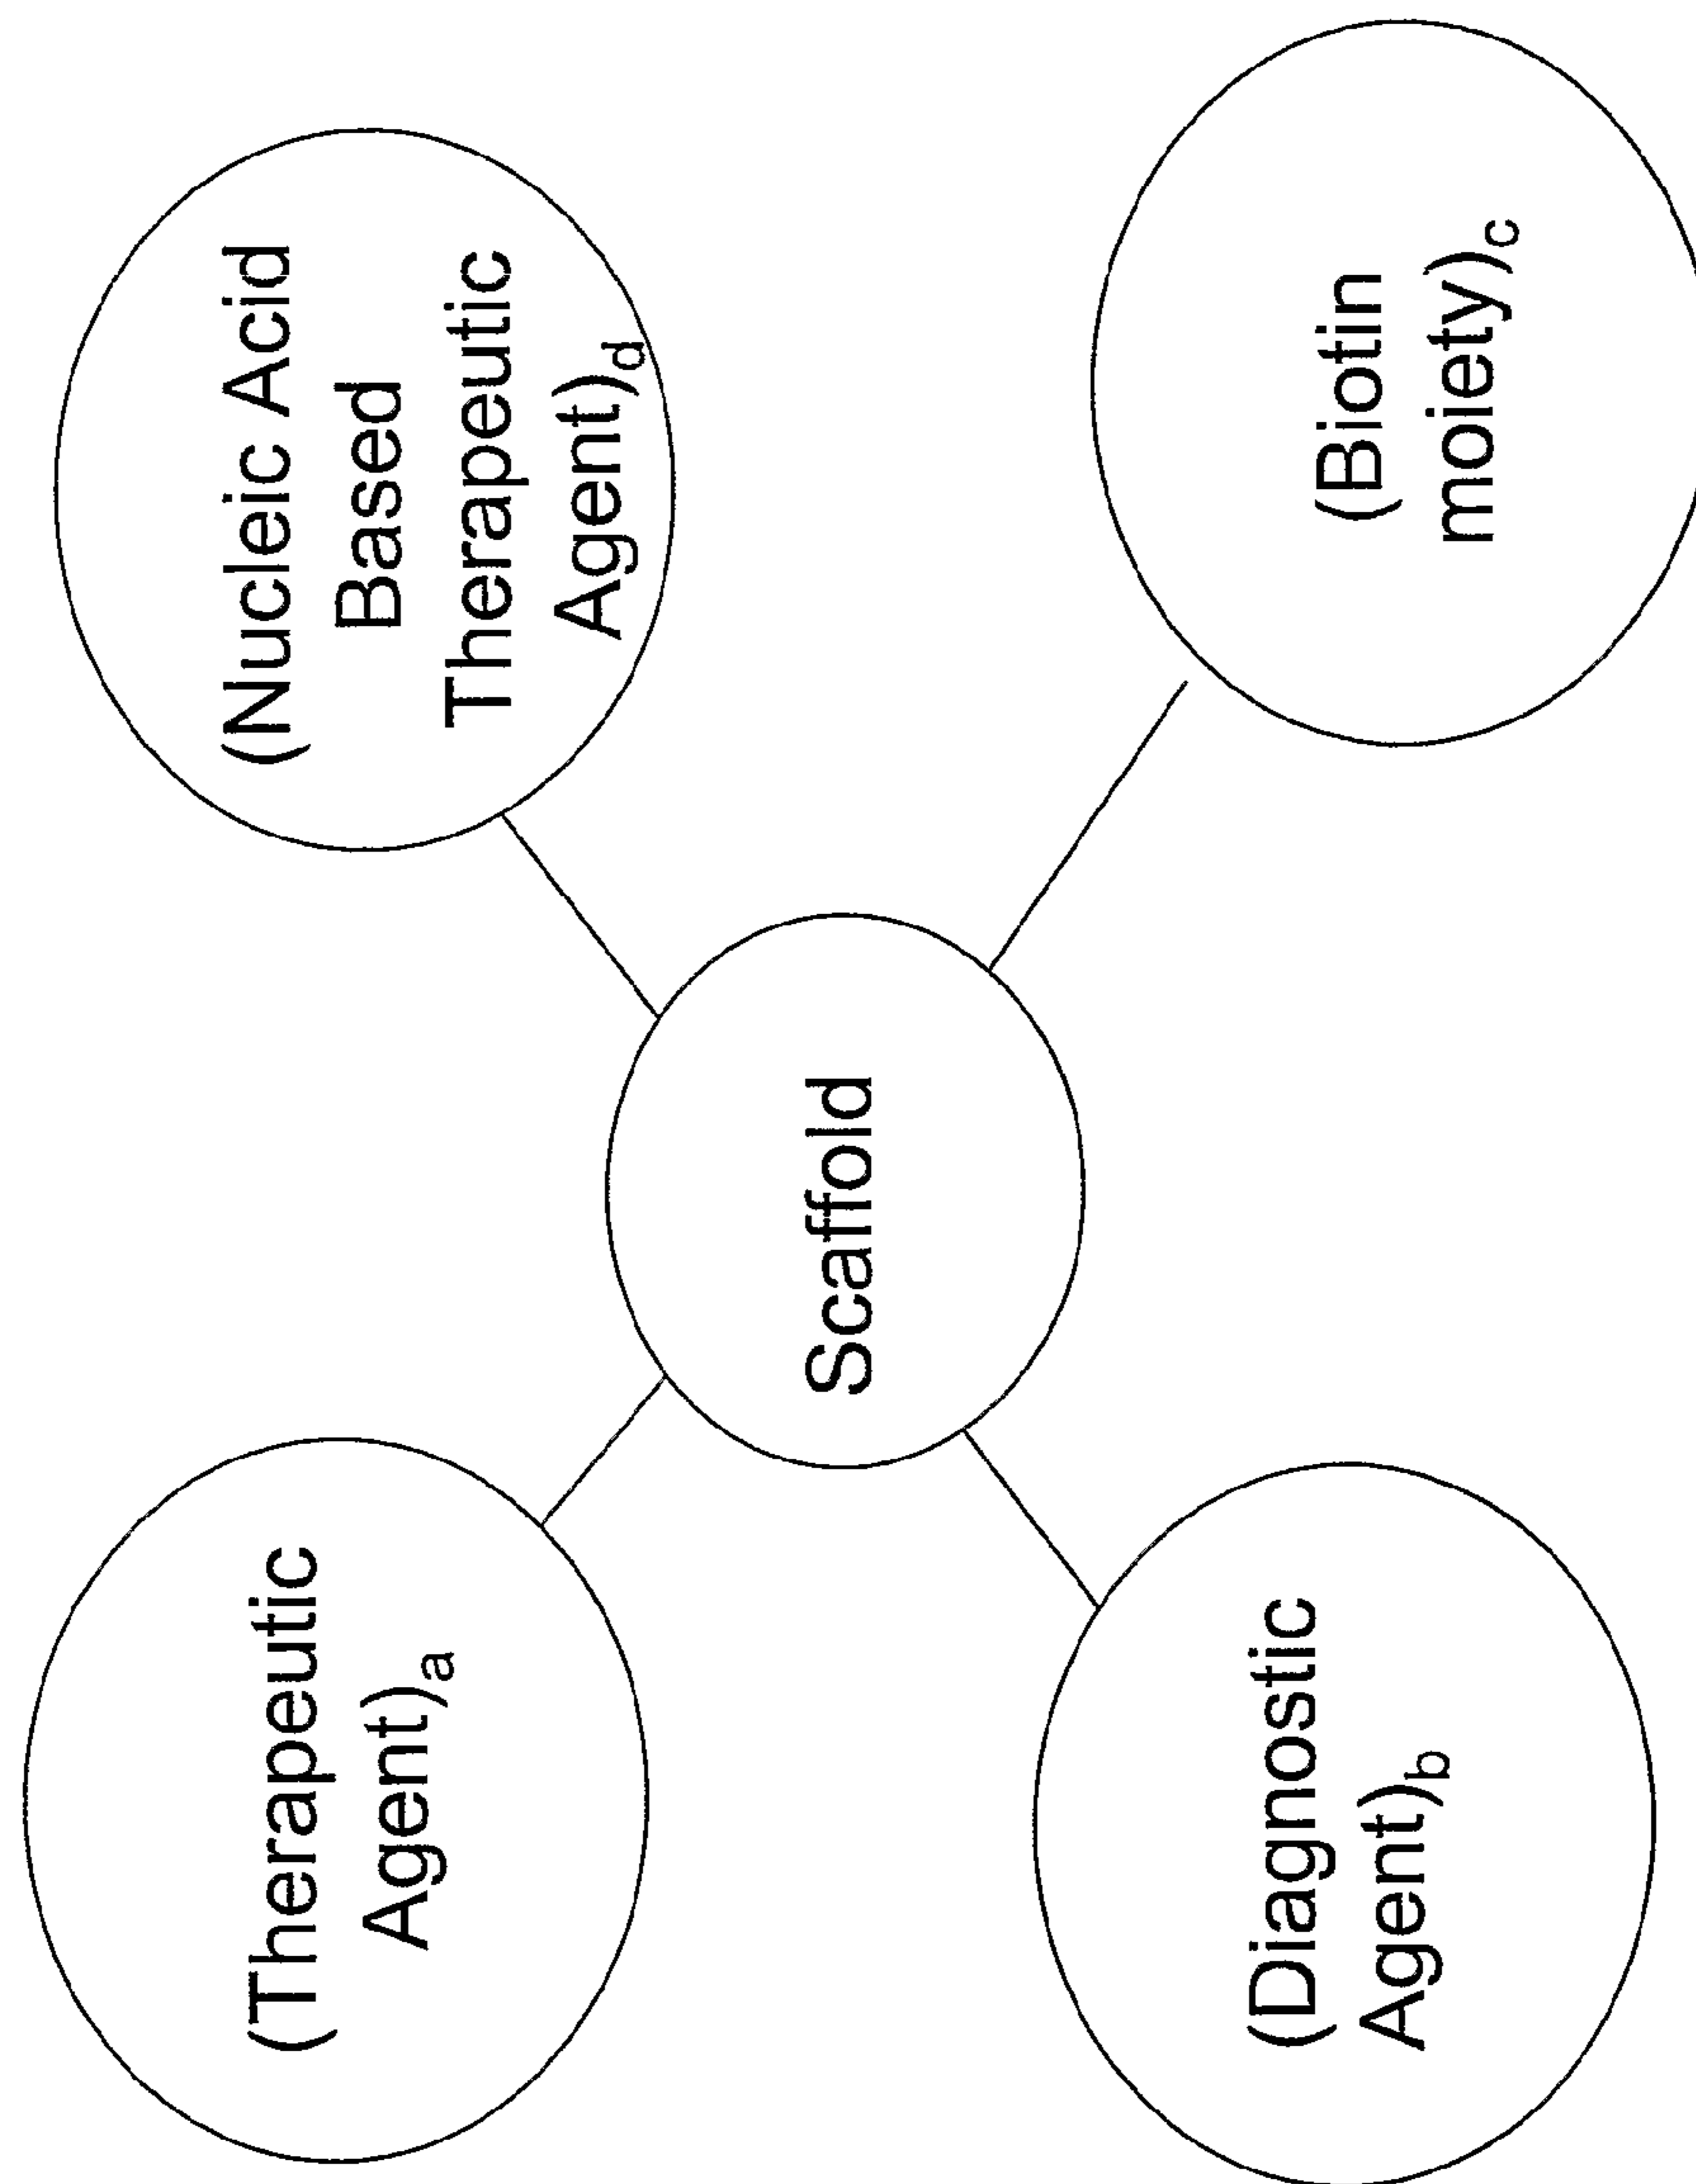 (Therapeutic
Agent)a
(Nucleic Acid
Based
Therapeutic
Agent)d
Scaffold
(Diagnostic
Agent)b
(Biotin
moiety)c